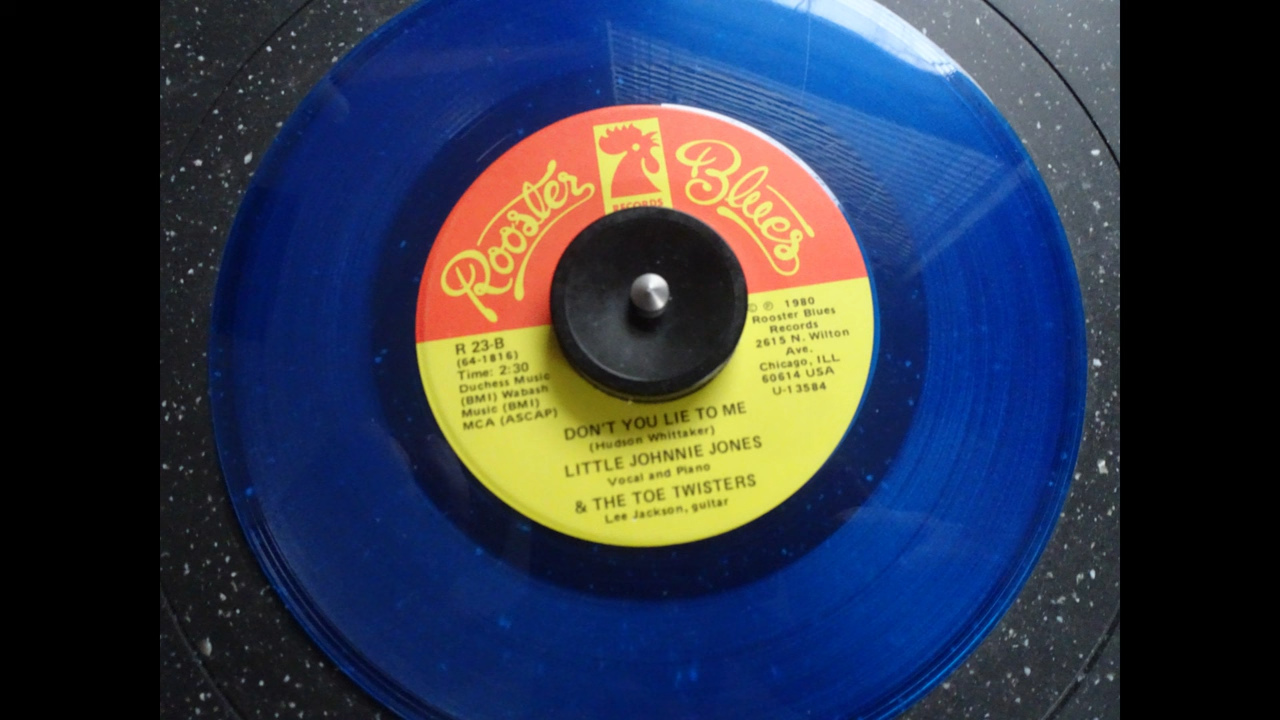 Rooster Blues
RECORDS
R 23-B
(64-1816)
Time: 2:30
Duchess Music
(BMI) Wabash
Music (BMI)
MCA (ASCAP)
© ℗ 1980
Rooster Blues
Records
2615 N. Wilton
Ave.
Chicago, ILL
60614 USA
U-13584
DON'T YOU LIE TO ME
(Hudson Whittaker)
LITTLE JOHNNIE JONES
Vocal and Piano
& THE TOE TWISTERS
Lee Jackson, guitar